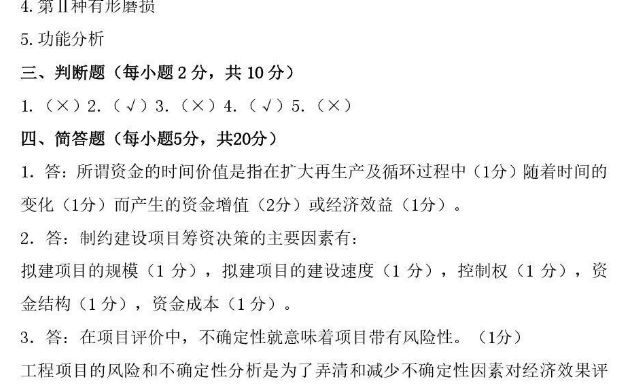 4. 第Ⅱ种有形磨损
5. 功能分析
三、判断题（每小题 2 分，共 10 分）
1. （×）2. （√）3. （×）4. （√）5. （×）
四、简答题（每小题5分，共20分）
1. 答：所谓资金的时间价值是指在扩大再生产及循环过程中（1分）随着时间的
变化（1分）而产生的资金增值（2分）或经济效益（1分）。
2. 答：制约建设项目筹资决策的主要因素有：
拟建项目的规模（1 分），拟建项目的建设速度（1 分），控制权（1 分），资
金结构（1 分），资金成本（1 分）。
3. 答：在项目评价中，不确定性就意味着项目带有风险性。（1分）
工程项目的风险和不确定性分析是为了弄清和减少不确定性因素对经济效果评